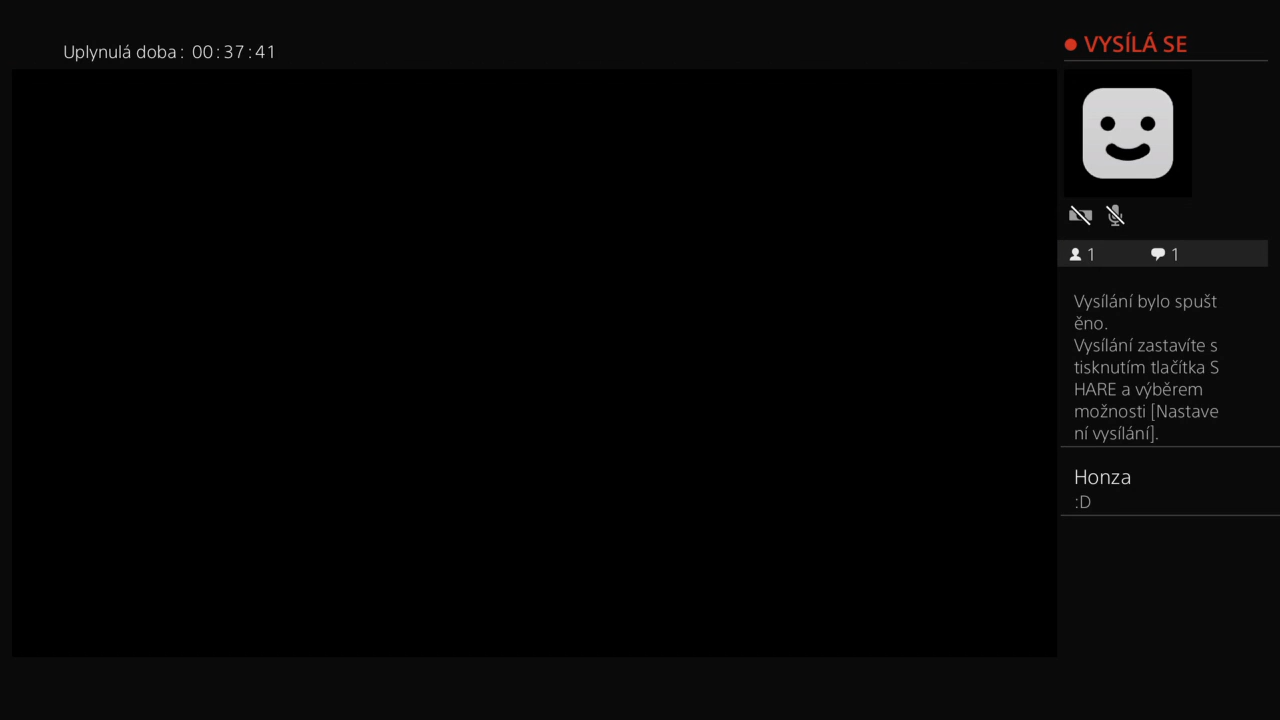 Uplynulá doba: 00:37:41
VYSÍLÁ SE
1 1
Vysílání bylo spušt
ěno.
Vysílání zastavíte s
tisknutím tlačítka S
HARE a výběrem
možnosti [Nastave
ní vysílání].
Honza
:D